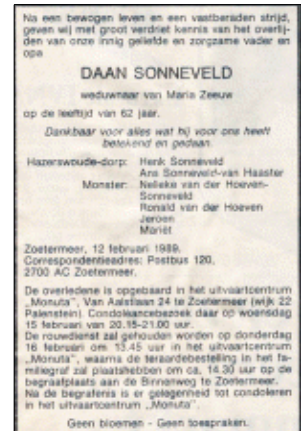 Na een bewogen leven en een vastberaden strijd,
geven wij met groot verdriet kennis van het overlij-
den van onze innig geliefde en zorgzame vader en
opa
DAAN SONNEVELD
weduwnaar van Maria Zeeuw
op de leeftijd van 62 jaar.
Dankbaar voor alles wat hij voor ons heeft
betekend en gedaan.
Hazerswoude-dorp: Henk Sonneveld
Ans Sonneveld-van Haaster
Monster: Nelleke van der Hoeven-
Sonneveld
Ronald van der Hoeven
Jeroen
Mariët
Zoetermeer, 12 februari 1989.
Correspondentieadres: Postbus 120,
2700 AC Zoetermeer.
De overledene is opgebaard in het uitvaartcentrum
„Monuta", Van Aalstlaan 24 te Zoetermeer (wijk 22
Palenstein). Condoléancebezoek daar op woensdag
15 februari van 20.15-21.00 uur.
De rouwdienst zal gehouden worden op donderdag
16 februari om 13.45 uur in het uitvaartcentrum
„Monuta", waarna de teraardebestelling in het fa-
miliegraf zal plaatshebben om ca. 14.30 uur op de
begraafplaats aan de Binnenweg te Zoetermeer.
Na de begrafenis er gelegenheid tot condoleren
in het uitvaartcentrum „Monuta".
Geen bloemen - Geen toespraken.